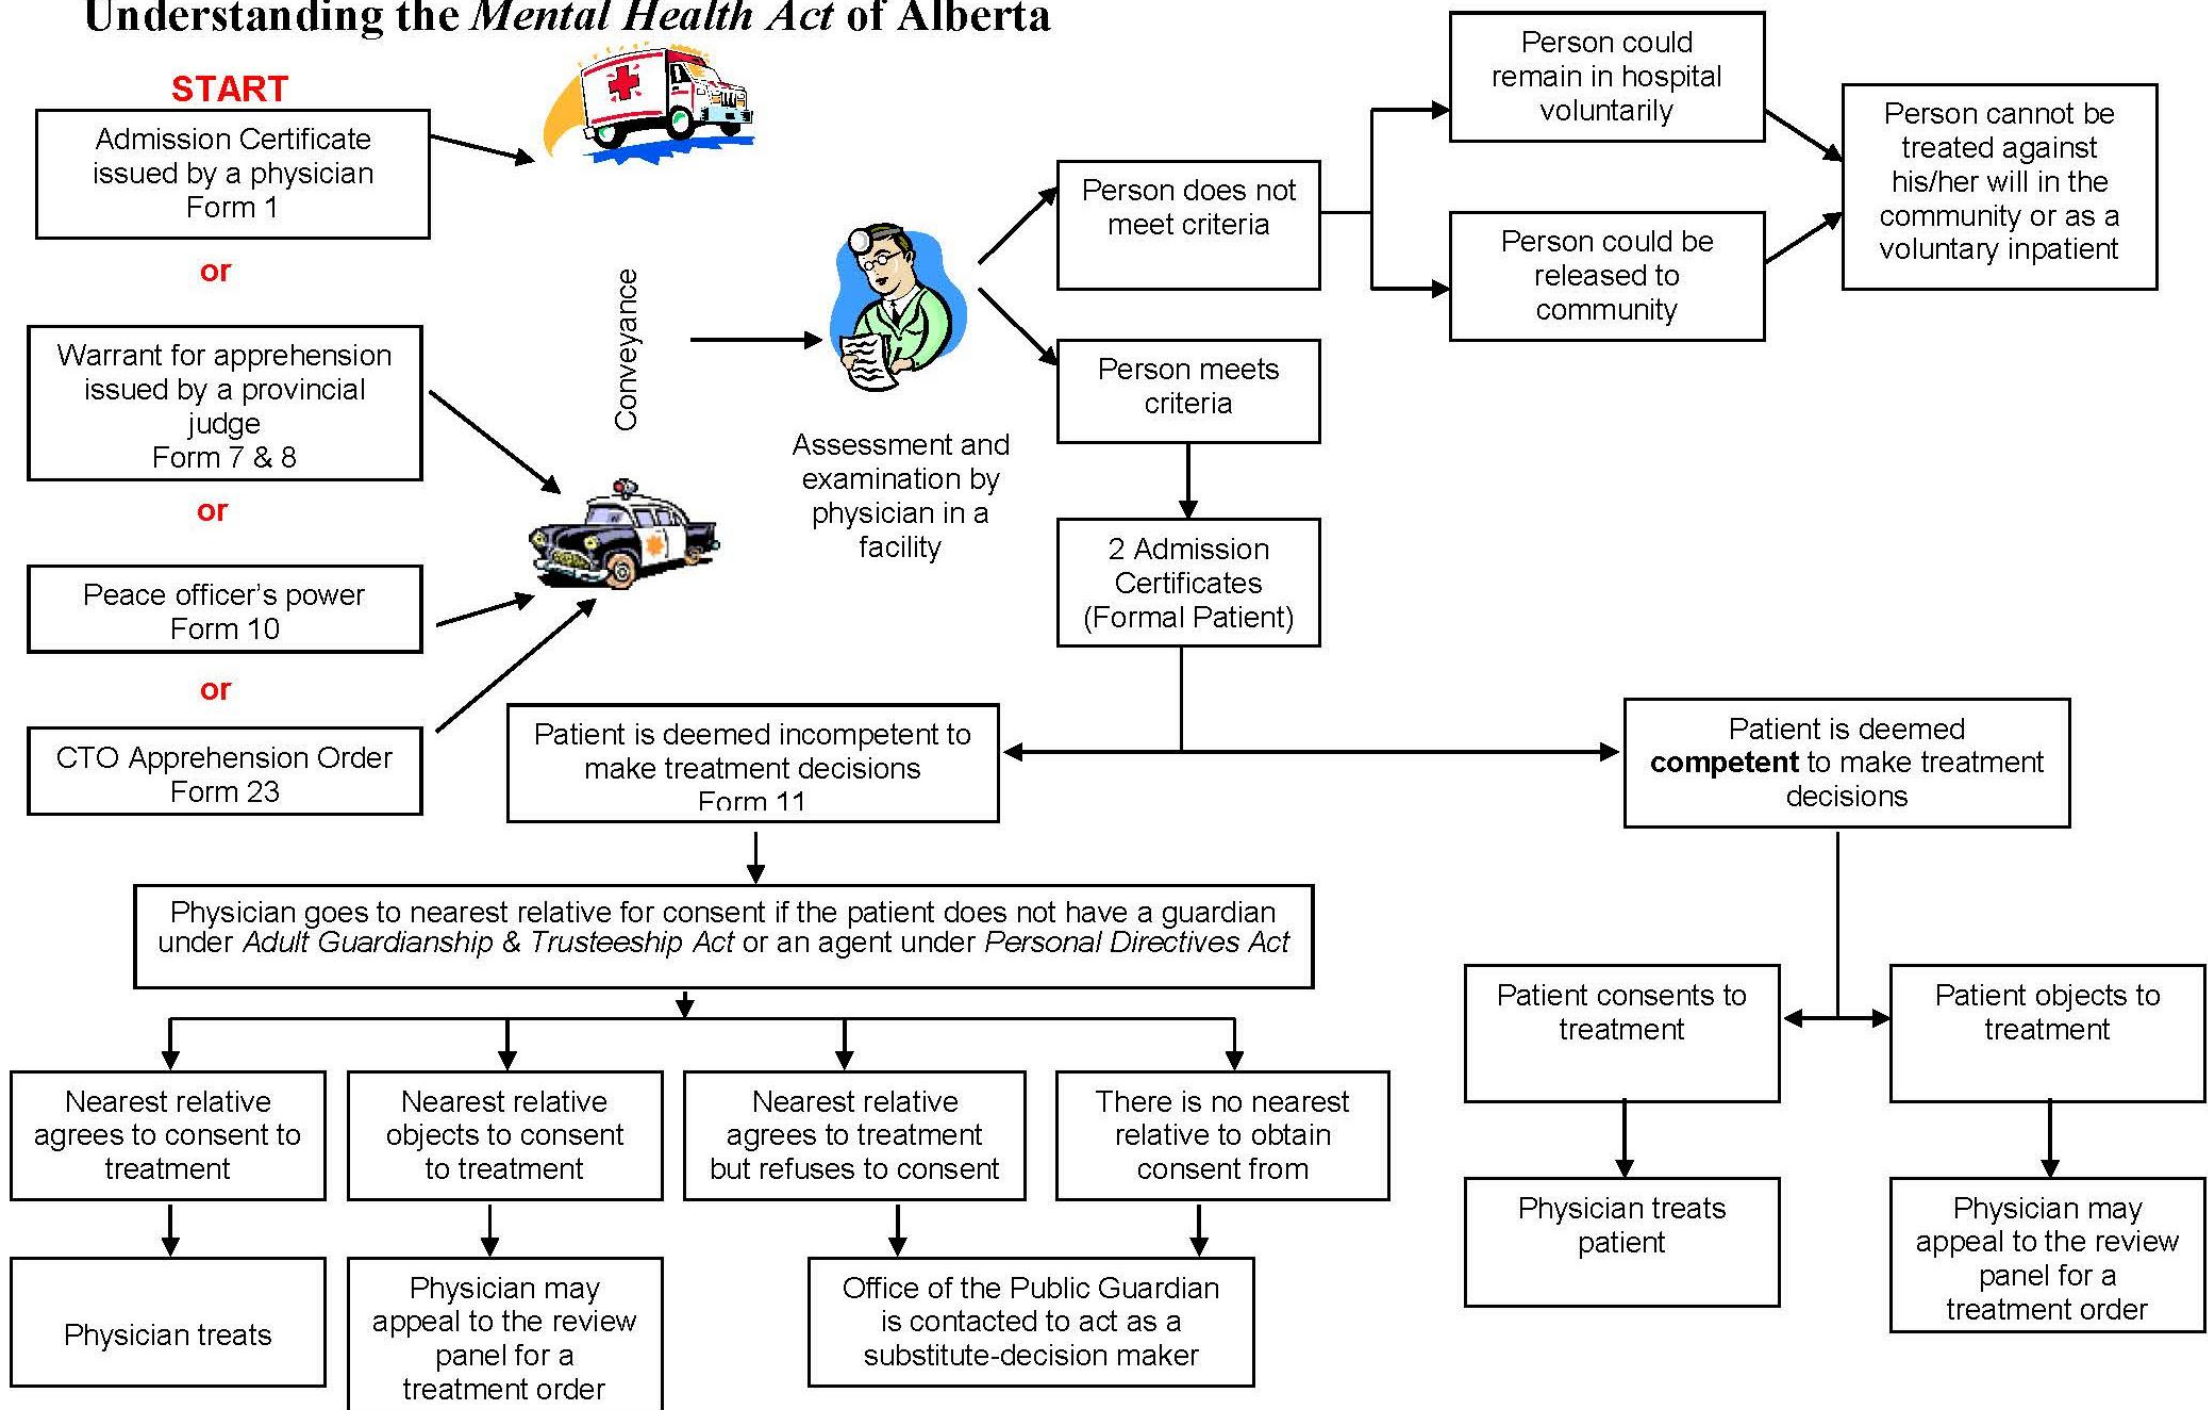 Understanding the Mental Health Act of Alberta
START
Admission Certificate
issued by a physician
Form 1
or
Warrant for apprehension
issued by a provincial
judge
Form 7 & 8
or
Peace officer's power
Form 10
or
CTO Apprehension Order
Form 23
Conveyance
Assessment and
examination by
physician in a
facility
Person does not
meet criteria
Person could
remain in hospital
voluntarily
Person could be
released to
community
Person cannot be
treated against
his/her will in the
community or as a
voluntary inpatient
Person meets
criteria
2 Admission
Certificates
(Formal Patient)
Patient is deemed incompetent to
make treatment decisions
Form 11
Patient is deemed
competent to make treatment
decisions
Physician goes to nearest relative for consent if the patient does not have a guardian
under Adult Guardianship & Trusteeship Act or an agent under Personal Directives Act
Nearest relative
agrees to consent to
treatment
Nearest relative
objects to consent
to treatment
Nearest relative
agrees to treatment
but refuses to consent
There is no nearest
relative to obtain
consent from
Physician treats
Physician may
appeal to the review
panel for a
treatment order
Office of the Public Guardian
is contacted to act as a
substitute-decision maker
Patient consents to
treatment
Patient objects to
treatment
Physician treats
patient
Physician may
appeal to the review
panel for a
treatment order